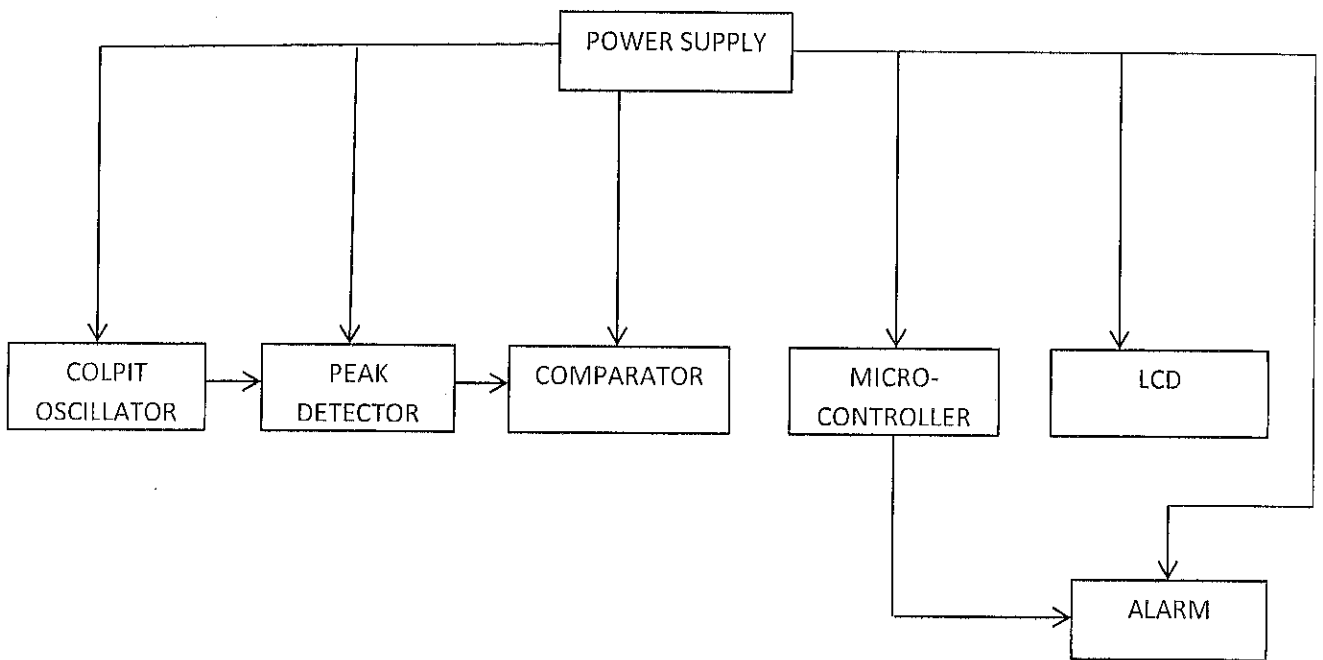 POWER SUPPLY
COLPIT
OSCILLATOR
PEAK
DETECTOR
COMPARATOR
MICRO-
CONTROLLER
LCD
ALARM